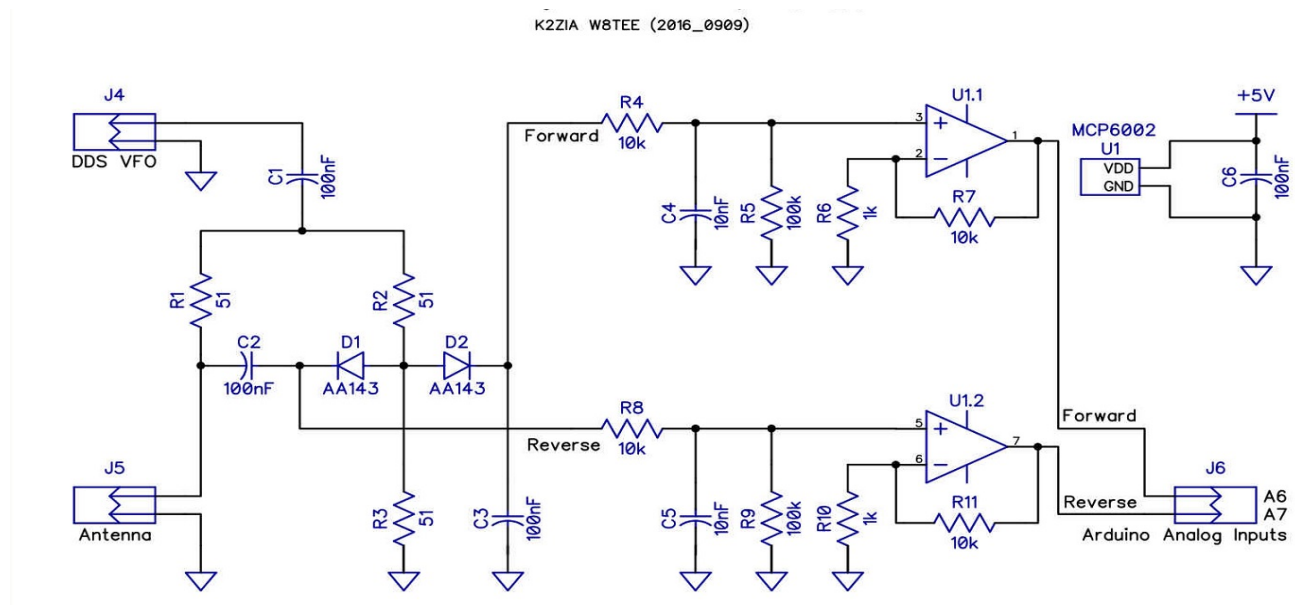 K2ZIA W8TEE (2016_0909)
J4
DDS VFO
C1
100nF
R1
51
R2
51
C2
100nF
D1
AA143
D2
AA143
J5
Antenna
R3
51
C3
100nF
Forward
R4
10k
C4
10nF
R5
100k
R6
1k
U1.1
3
+
2
−
1
R7
10k
MCP6002
U1
VDD
GND
+5V
C6
100nF
Reverse
R8
10k
C5
10nF
R9
100k
R10
1k
U1.2
5
+
6
−
7
R11
10k
Forward
Reverse
J6
A6
A7
Arduino Analog Inputs